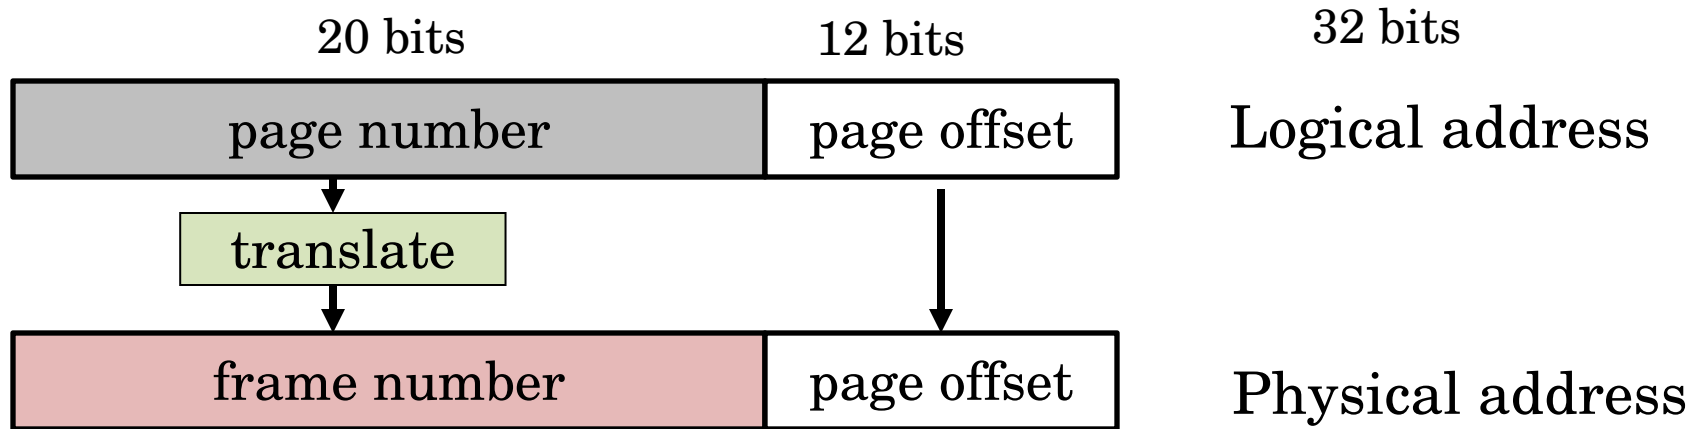 20 bits 12 bits 32 bits
page number page offset Logical address
translate
frame number page offset Physical address